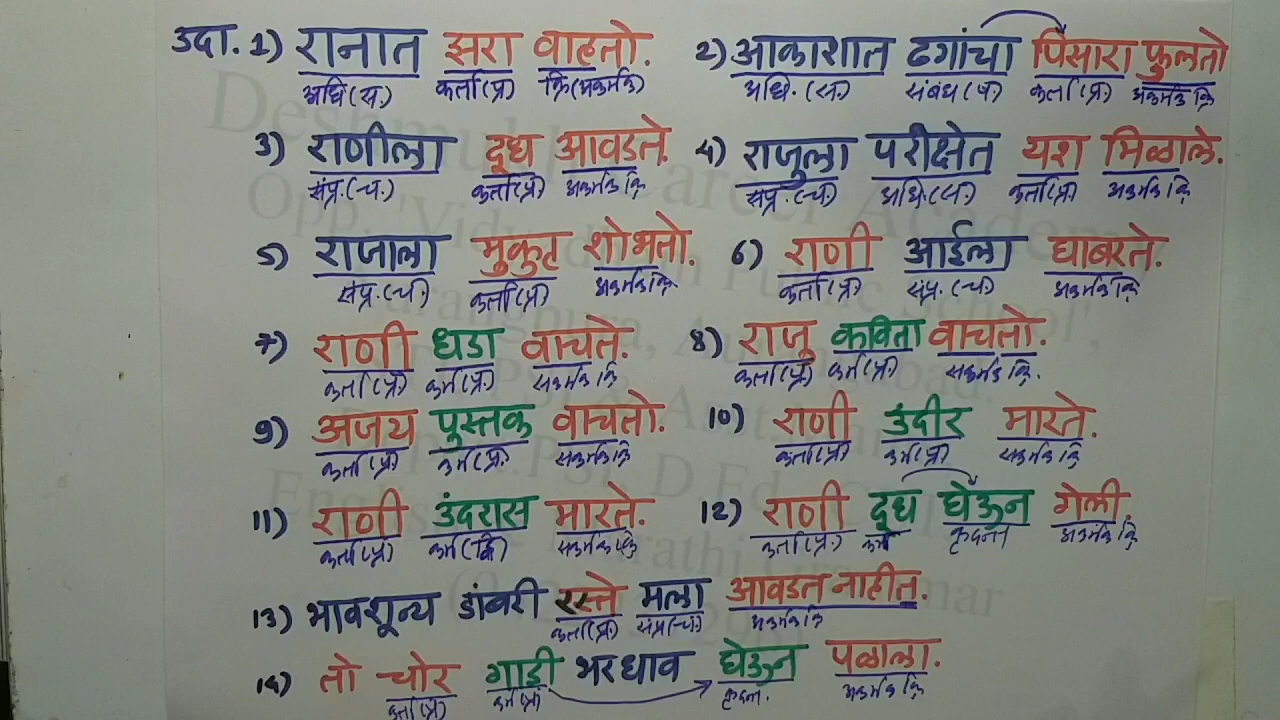 उदा. 1) रानात झरा वाहतो. 2) आकाशात ढगांचा पिसारा फुलतो
अधि(स.) कर्ता(प्र) क्रि(अकर्मक) अधि.(स.) संबंध(ष) कर्ता(प्र) अकर्मक क्रि
3) राणीला दूध आवडते. 4) राजुला परीक्षेत यश मिळाले.
संप्र.(च.) कर्ता(प्र) अकर्मक क्रि संप्र.(च) अधि.(स) कर्ता(प्र) अकर्मक क्रि
5) राजाला मुकुट शोभतो. 6) राणी आईला घाबरते.
संप्र.(च) कर्ता(प्र) अकर्मक क्रि कर्ता(प्र) संप्र.(च) अकर्मक क्रि
7) राणी धडा वाचते. 8) राजु कविता वाचतो.
कर्ता(प्र) कर्म(प्र.) सकर्मक क्रि कर्ता(प्र) कर्म(प्र) सकर्मक क्रि.
9) अजय पुस्तक वाचतो. 10) राणी उंदीर मारते.
कर्ता(प्र) कर्म(प्र.) सकर्मक क्रि कर्ता(प्र) कर्म(प्र) सकर्मक क्रि
11) राणी उंदरास मारते. 12) राणी दूध घेऊन गेली.
कर्ता(प्र) कर्म(द्वि) सकर्मक क्रि कर्ता(प्र.) कर्म कृदन्त अकर्मक क्रि
13) भावशून्य डांबरी रस्ते मला आवडत नाहीत.
कर्ता(प्र.) संप्र(च.) अकर्मक क्रि
14) तो चोर गाडी भरधाव घेऊन पळाला.
कर्ता(प्र) कर्म(प्र) कृदन्त. अकर्मक क्रि